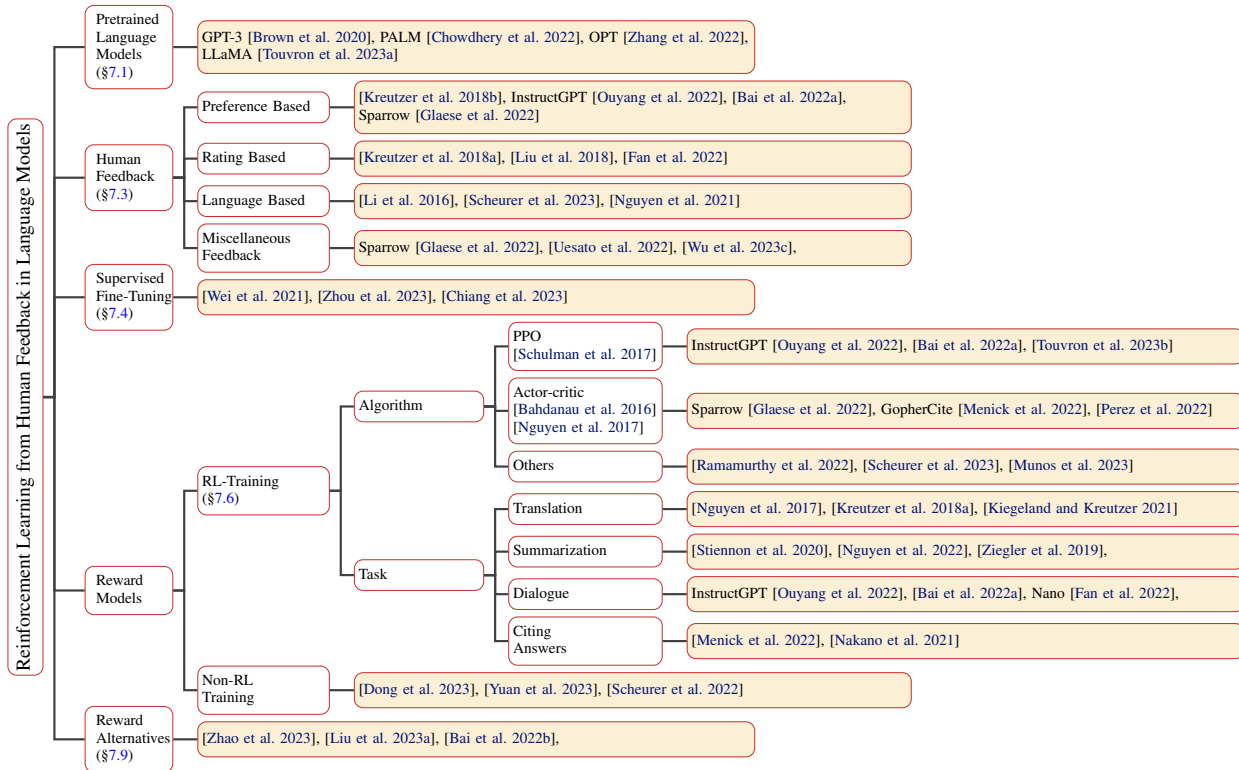 Reinforcement Learning from Human Feedback in Language Models
Pretrained
Language
Models
(§7.1)
GPT-3 [Brown et al. 2020], PALM [Chowdhery et al. 2022], OPT [Zhang et al. 2022],
LLaMA [Touvron et al. 2023a]
Human
Feedback
(§7.3)
Preference Based
[Kreutzer et al. 2018b], InstructGPT [Ouyang et al. 2022], [Bai et al. 2022a],
Sparrow [Glaese et al. 2022]
Rating Based
[Kreutzer et al. 2018a], [Liu et al. 2018], [Fan et al. 2022]
Language Based
[Li et al. 2016], [Scheurer et al. 2023], [Nguyen et al. 2021]
Miscellaneous
Feedback
Sparrow [Glaese et al. 2022], [Uesato et al. 2022], [Wu et al. 2023c],
Supervised
Fine-Tuning
(§7.4)
[Wei et al. 2021], [Zhou et al. 2023], [Chiang et al. 2023]
Reward
Models
RL-Training
(§7.6)
Algorithm
PPO
[Schulman et al. 2017]
InstructGPT [Ouyang et al. 2022], [Bai et al. 2022a], [Touvron et al. 2023b]
Actor-critic
[Bahdanau et al. 2016]
[Nguyen et al. 2017]
Sparrow [Glaese et al. 2022], GopherCite [Menick et al. 2022], [Perez et al. 2022]
Others
[Ramamurthy et al. 2022], [Scheurer et al. 2023], [Munos et al. 2023]
Task
Translation
[Nguyen et al. 2017], [Kreutzer et al. 2018a], [Kiegeland and Kreutzer 2021]
Summarization
[Stiennon et al. 2020], [Nguyen et al. 2022], [Ziegler et al. 2019],
Dialogue
InstructGPT [Ouyang et al. 2022], [Bai et al. 2022a], Nano [Fan et al. 2022],
Citing
Answers
[Menick et al. 2022], [Nakano et al. 2021]
Non-RL
Training
[Dong et al. 2023], [Yuan et al. 2023], [Scheurer et al. 2022]
Reward
Alternatives
(§7.9)
[Zhao et al. 2023], [Liu et al. 2023a], [Bai et al. 2022b],